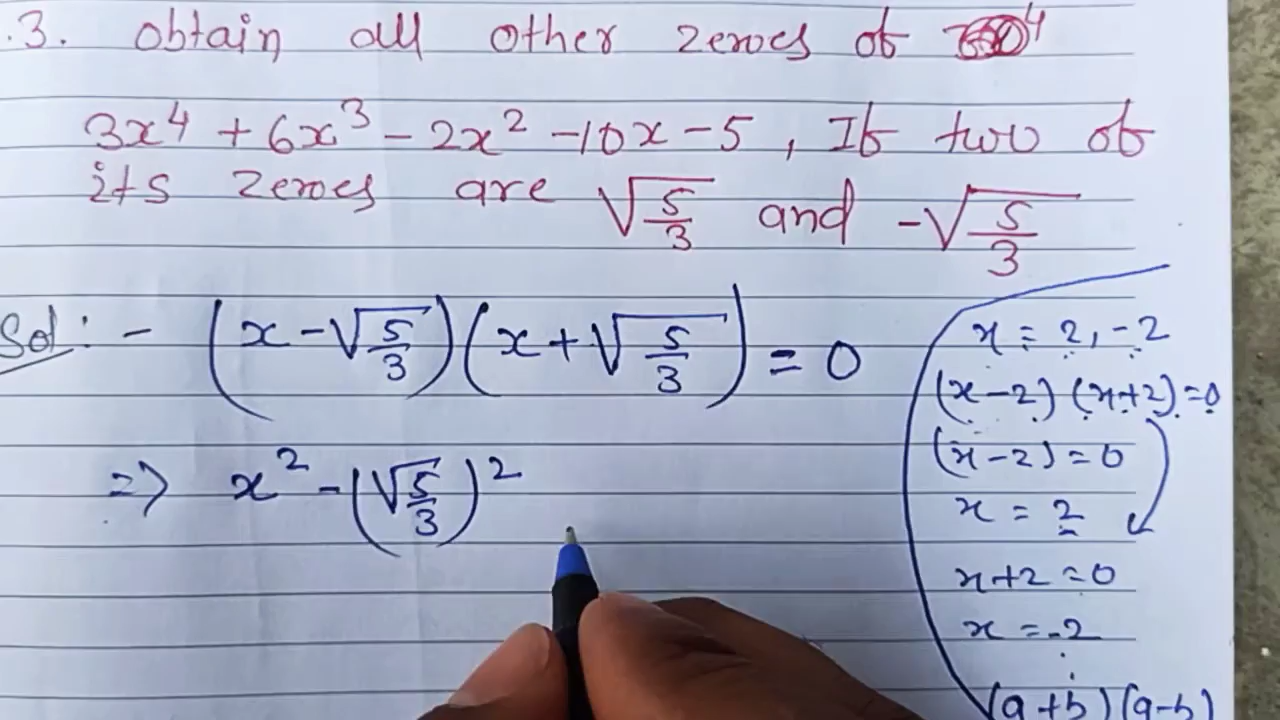 .3. obtain all other zeroes of
3x⁴ + 6x³ - 2x² - 10x - 5 , If two of
its zeroes are √5/3 and -√5/3
Sol : - (x - √5/3)(x + √5/3) = 0
=> x² - (√5/3)²
x = 2, -2
(x - 2) (x + 2) = 0
(x - 2) = 0
x = 2
x + 2 = 0
x = -2
(a + b) (a - b)